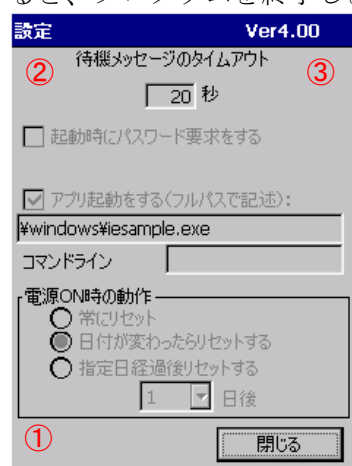 設定 Ver4.00
待機メッセージのタイムアウト
② ③
20 秒
起動時にパスワード要求をする
アプリ起動をする(フルパスで記述):
¥windows¥iesample.exe
コマンドライン
電源ON時の動作
常にリセット
日付が変わったらリセットする
指定日経過後リセットする
1 日後
① 閉じる